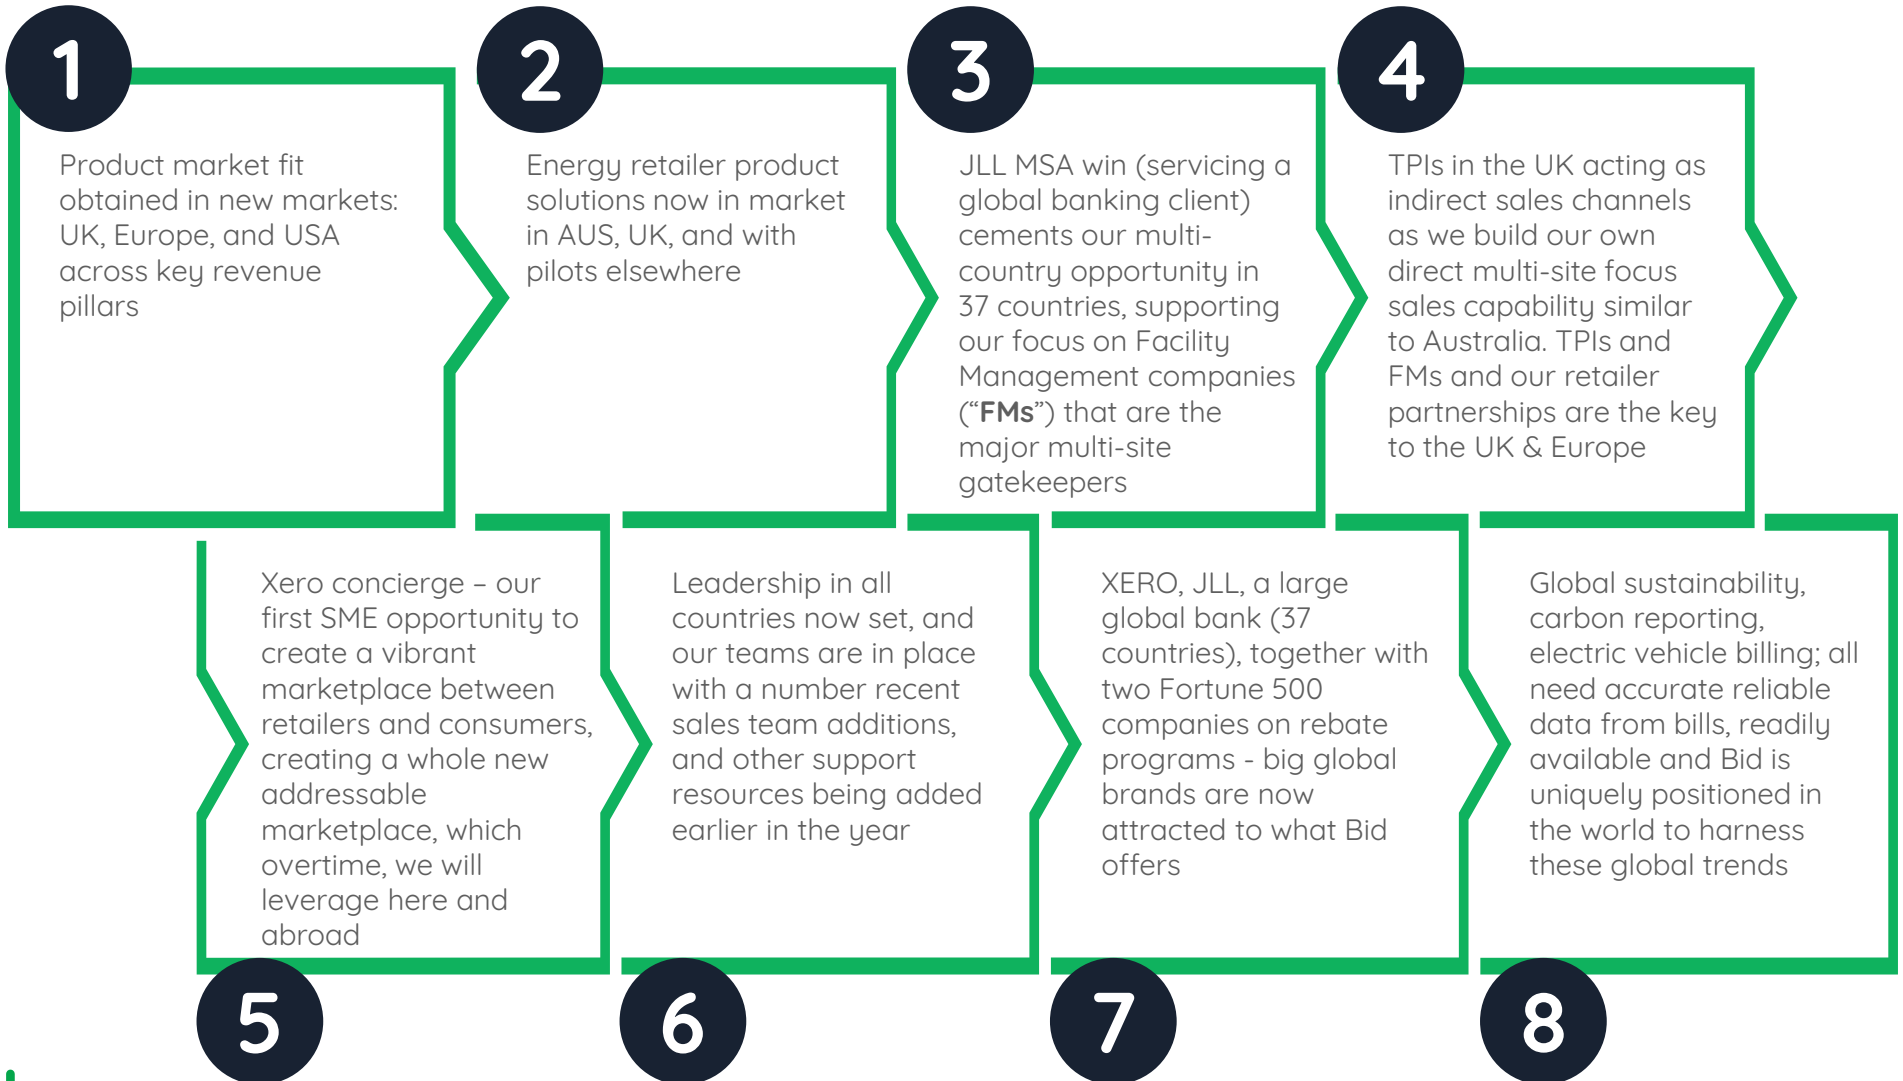 1
Product market fit
obtained in new markets:
UK, Europe, and USA
across key revenue
pillars
2
Energy retailer product
solutions now in market
in AUS, UK, and with
pilots elsewhere
3
JLL MSA win (servicing a
global banking client)
cements our multi-
country opportunity in
37 countries, supporting
our focus on Facility
Management companies
(“FMs”) that are the
major multi-site
gatekeepers
4
TPIs in the UK acting as
indirect sales channels
as we build our own
direct multi-site focus
sales capability similar
to Australia. TPIs and
FMs and our retailer
partnerships are the key
to the UK & Europe
Xero concierge – our
first SME opportunity to
create a vibrant
marketplace between
retailers and consumers,
creating a whole new
addressable
marketplace, which
overtime, we will
leverage here and
abroad
5
Leadership in all
countries now set, and
our teams are in place
with a number recent
sales team additions,
and other support
resources being added
earlier in the year
6
XERO, JLL, a large
global bank (37
countries), together with
two Fortune 500
companies on rebate
programs - big global
brands are now
attracted to what Bid
offers
7
Global sustainability,
carbon reporting,
electric vehicle billing; all
need accurate reliable
data from bills, readily
available and Bid is
uniquely positioned in
the world to harness
these global trends
8